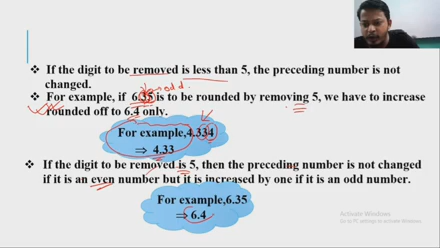 ❖ If the digit to be removed is less than 5, the preceding number is not
changed.
odd.
❖ For example, if 6.35 is to be rounded by removing 5, we have to increase
rounded off to 6.4 only.
For example,4.334
⇒ 4.33
❖ If the digit to be removed is 5, then the preceding number is not changed
if it is an even number but it is increased by one if it is an odd number.
For example,6.35
⇒ 6.4
Activate Windows
Go to PC settings to activate Windows.